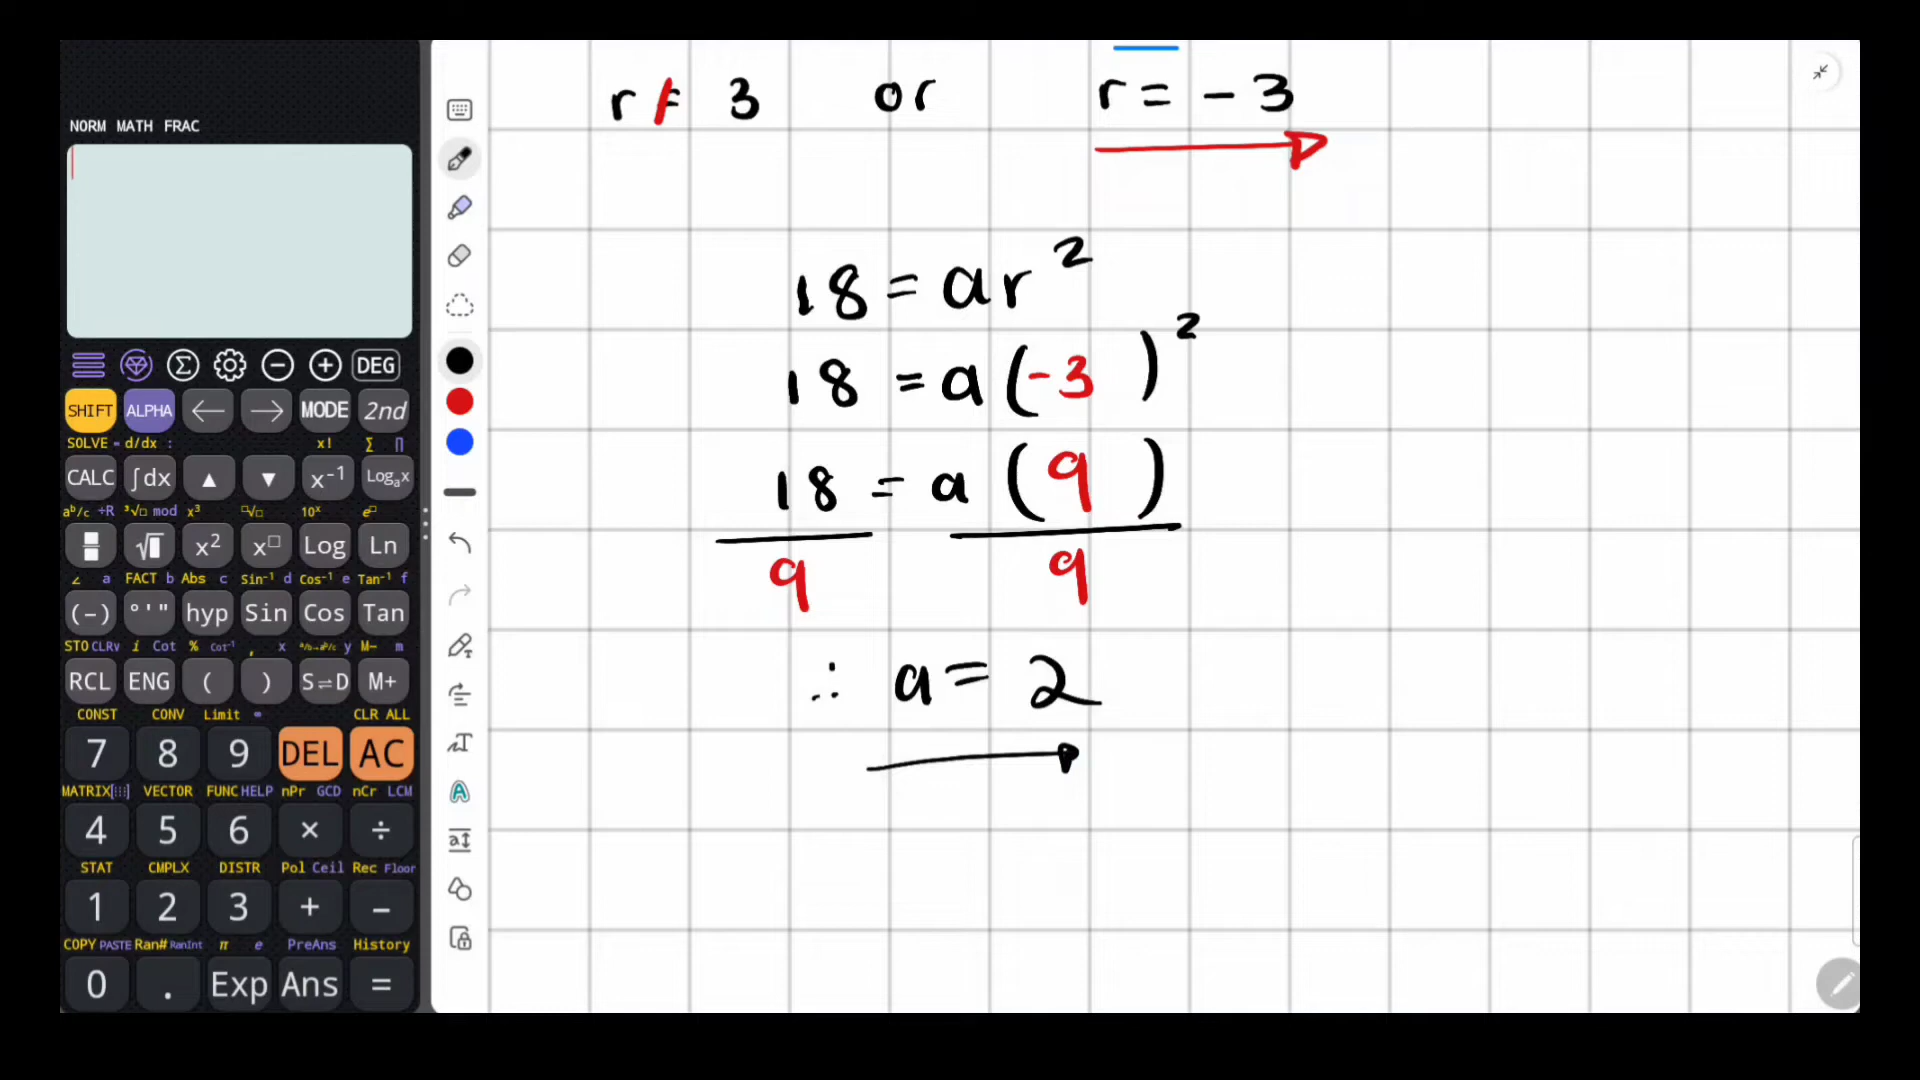 NORM MATH FRAC
DEG
SHIFT ALPHA ← → MODE 2nd
SOLVE = d/dx : x! ∑ ∏
CALC ∫dx ▲ ▼ x⁻¹ Logₐx
aᵇ/c ÷R ³√□ mod x³ □√□ 10ˣ e□
√ x² x□ Log Ln
∠ a FACT b Abs c Sin⁻¹ d Cos⁻¹ e Tan⁻¹ f
(−) °'" hyp Sin Cos Tan
STO CLRv i Cot % Cot⁻¹ , x y M− m
RCL ENG ( ) S⇌D M+
CONST CONV Limit ∞ CLR ALL
7 8 9 DEL AC
MATRIX VECTOR FUNC HELP nPr GCD nCr LCM
4 5 6 × ÷
STAT CMPLX DISTR Pol Ceil Rec Floor
1 2 3 + −
COPY PASTE Ran# RanInt π e PreAns History
0 . Exp Ans =
r ≠ 3 or r = -3
18 = ar²
18 = a(-3)²
18 = a(9)
9 9
∴ a = 2